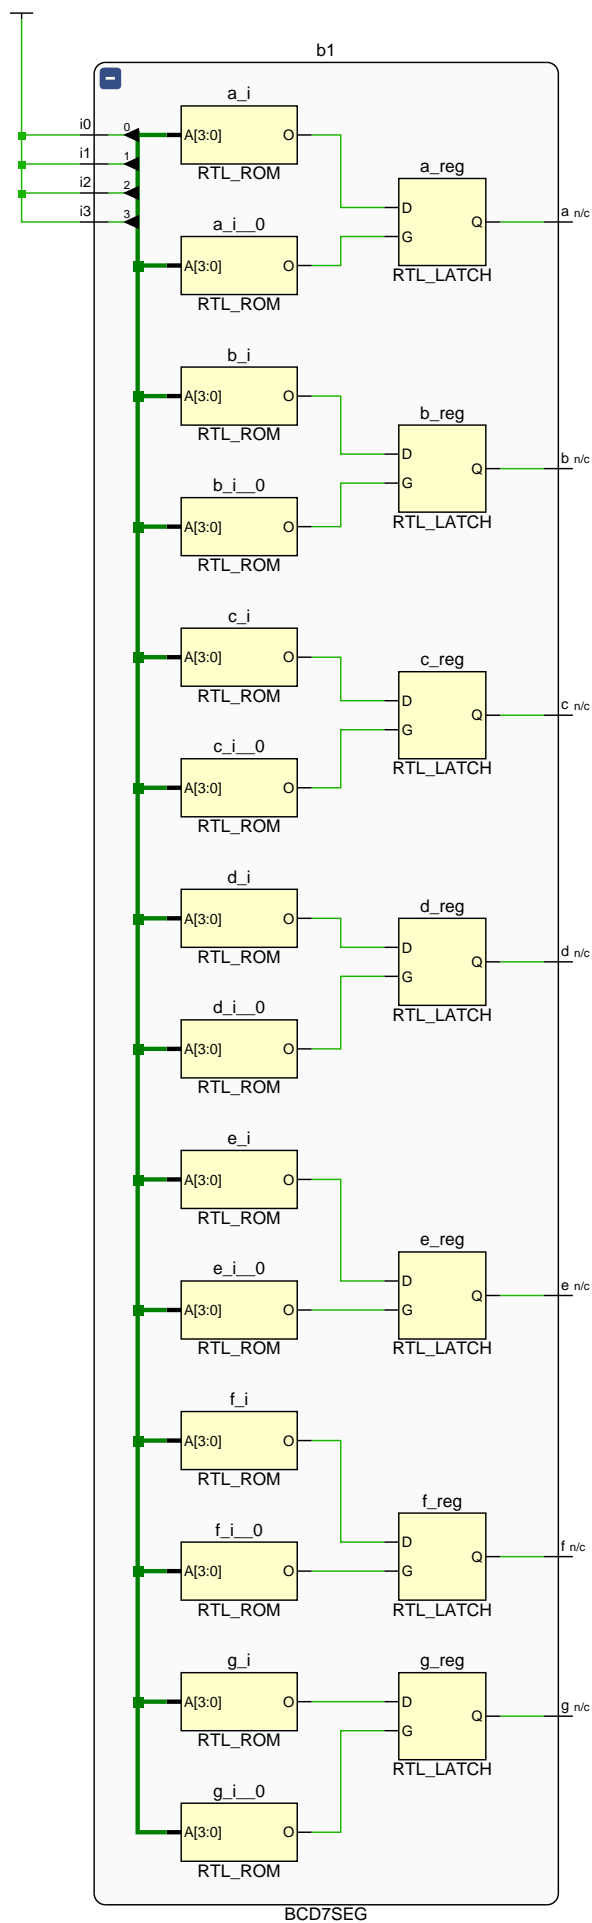 b1
a_i
A[3:0] O
RTL_ROM
i0 0
i1 1
i2 2
i3 3
a_reg
D
G
Q
RTL_LATCH
a n/c
a_i__0
A[3:0] O
RTL_ROM
b_i
A[3:0] O
RTL_ROM
b_reg
D
G
Q
RTL_LATCH
b n/c
b_i__0
A[3:0] O
RTL_ROM
c_i
A[3:0] O
RTL_ROM
c_reg
D
G
Q
RTL_LATCH
c n/c
c_i__0
A[3:0] O
RTL_ROM
d_i
A[3:0] O
RTL_ROM
d_reg
D
G
Q
RTL_LATCH
d n/c
d_i__0
A[3:0] O
RTL_ROM
e_i
A[3:0] O
RTL_ROM
e_reg
D
G
Q
RTL_LATCH
e n/c
e_i__0
A[3:0] O
RTL_ROM
f_i
A[3:0] O
RTL_ROM
f_reg
D
G
Q
RTL_LATCH
f n/c
f_i__0
A[3:0] O
RTL_ROM
g_i
A[3:0] O
RTL_ROM
g_reg
D
G
Q
RTL_LATCH
g n/c
g_i__0
A[3:0] O
RTL_ROM
BCD7SEG